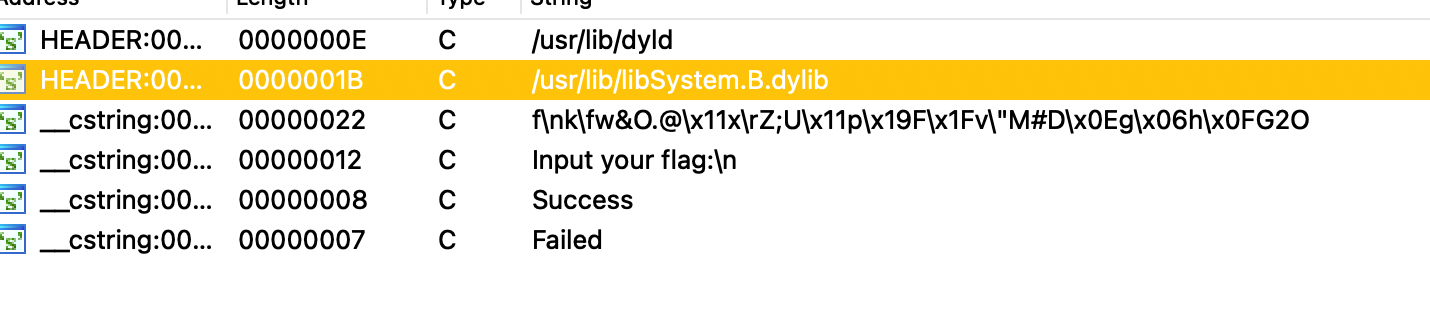 Address Length Type String
's' HEADER:00... 0000000E C /usr/lib/dyld
's' HEADER:00... 0000001B C /usr/lib/libSystem.B.dylib
's' __cstring:00... 00000022 C f\nk\fw&O.@\x11x\rZ;U\x11p\x19F\x1Fv\"M#D\x0Eg\x06h\x0FG2O
's' __cstring:00... 00000012 C Input your flag:\n
's' __cstring:00... 00000008 C Success
's' __cstring:00... 00000007 C Failed